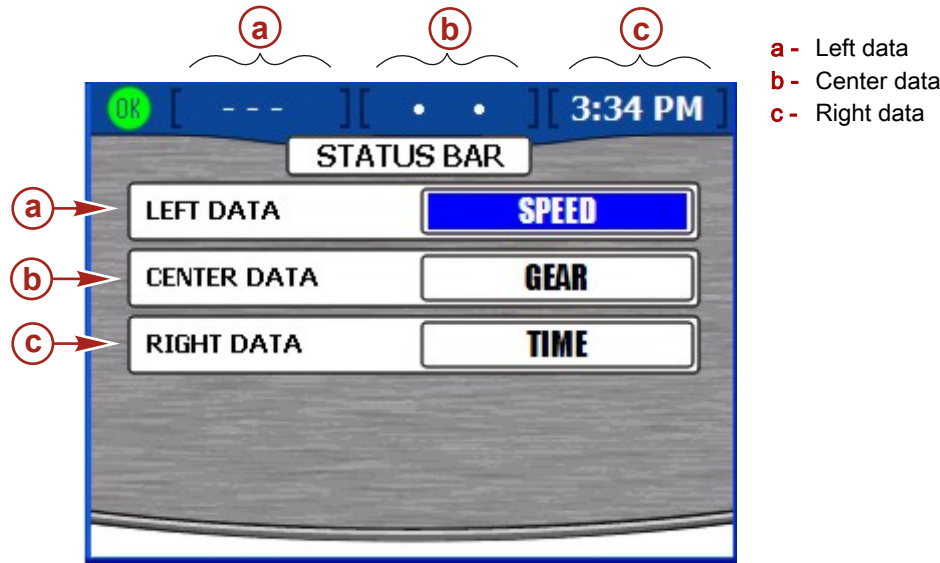 a b c
a - Left data
b - Center data
c - Right data
OK [ - - - ] [ • • ] [ 3:34 PM ]
STATUS BAR
a LEFT DATA SPEED
b CENTER DATA GEAR
c RIGHT DATA TIME